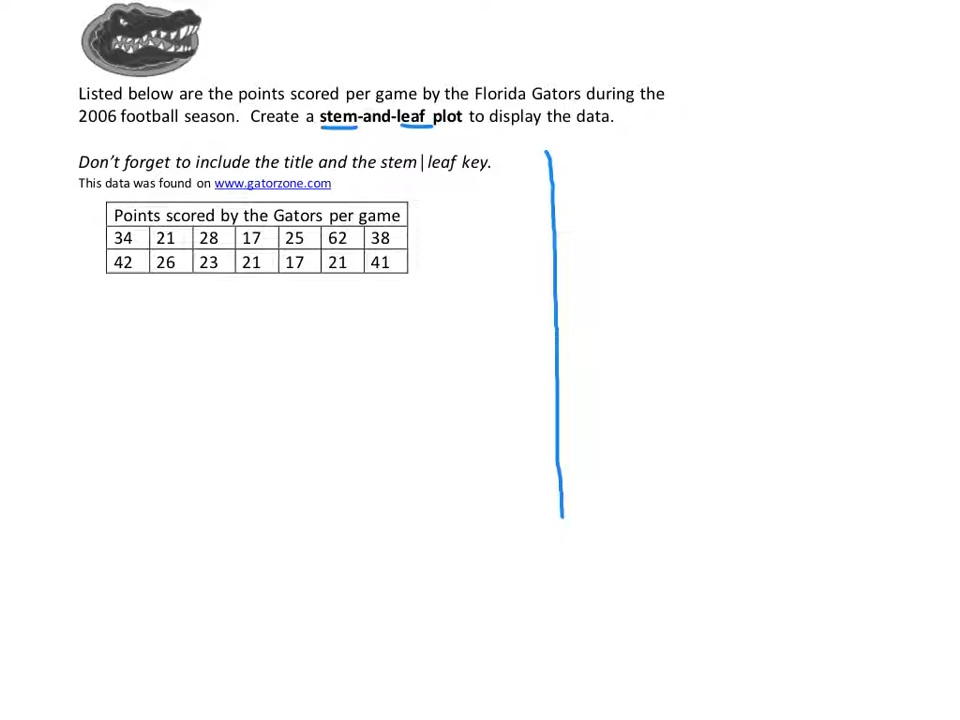 Listed below are the points scored per game by the Florida Gators during the
2006 football season. Create a stem-and-leaf plot to display the data.
Don't forget to include the title and the stem|leaf key.
This data was found on www.gatorzone.com
Points scored by the Gators per game
34 21 28 17 25 62 38
42 26 23 21 17 21 41